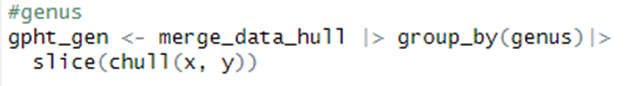 #genus
gpht_gen <- merge_data_hull |> group_by(genus)|>
  slice(chull(x, y))